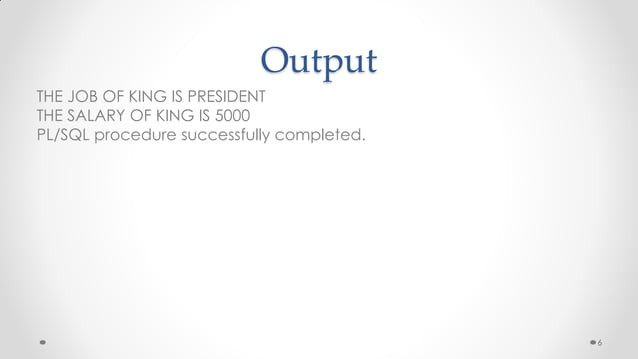 Output
THE JOB OF KING IS PRESIDENT
THE SALARY OF KING IS 5000
PL/SQL procedure successfully completed.
6